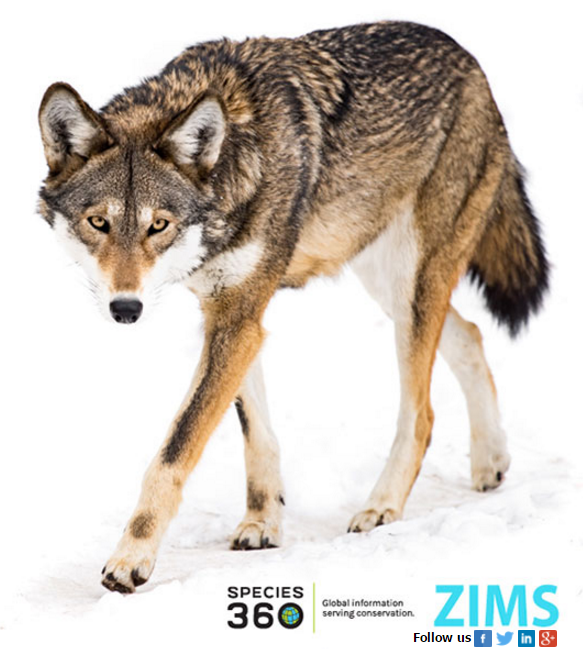 SPECIES
360
Global information
serving conservation.
ZIMS
Follow us